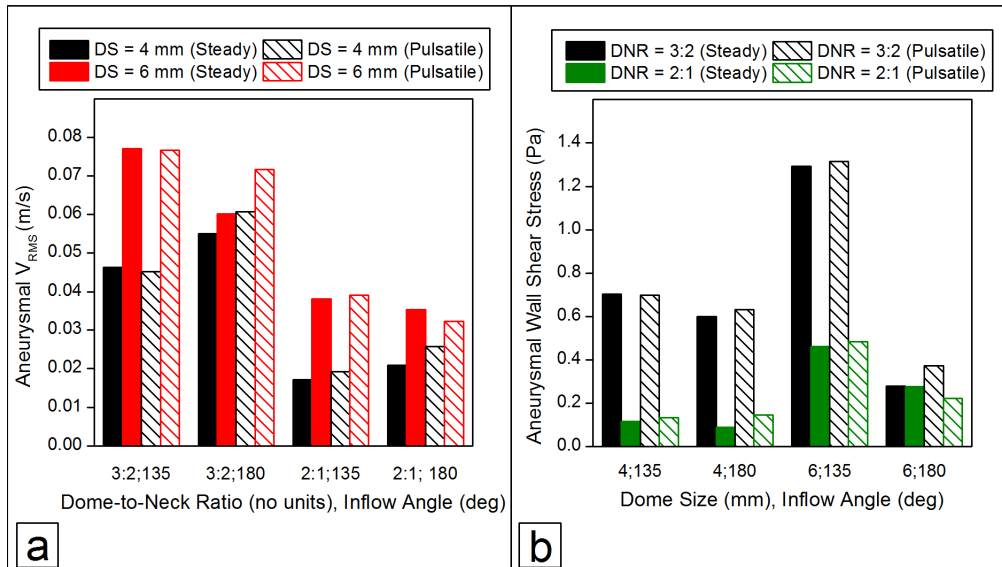 DS = 4 mm (Steady) DS = 4 mm (Pulsatile)
DS = 6 mm (Steady) DS = 6 mm (Pulsatile)
Aneurysmal VRMS (m/s)
0.08
0.07
0.06
0.05
0.04
0.03
0.02
0.01
0.00
3:2;135 3:2;180 2:1;135 2:1; 180
Dome-to-Neck Ratio (no units), Inflow Angle (deg)
a
DNR = 3:2 (Steady) DNR = 3:2 (Pulsatile)
DNR = 2:1 (Steady) DNR = 2:1 (Pulsatile)
Aneurysmal Wall Shear Stress (Pa)
1.4
1.2
1.0
0.8
0.6
0.4
0.2
0.0
4;135 4;180 6;135 6;180
Dome Size (mm), Inflow Angle (deg)
b